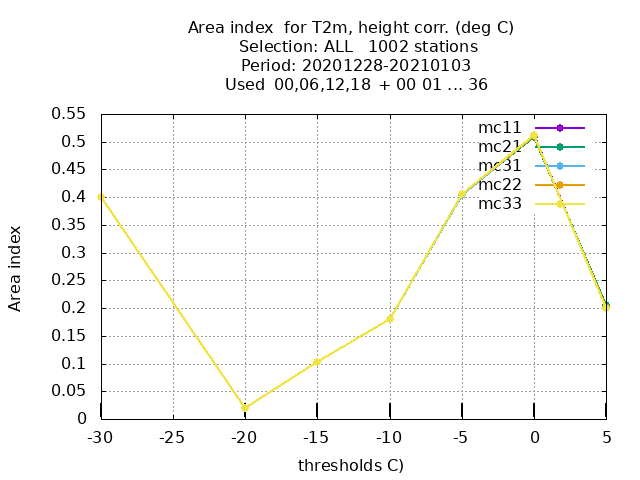 Area index  for T2m, height corr. (deg C)
Selection: ALL   1002 stations
Period: 20201228-20210103
Used  00,06,12,18  + 00 01 ... 36
0.55
0.5
0.45
0.4
0.35
0.3
0.25
0.2
0.15
0.1
0.05
0
Area index
mc11
mc21
mc31
mc22
mc33
-30
-25
-20
-15
-10
-5
0
5
thresholds C)